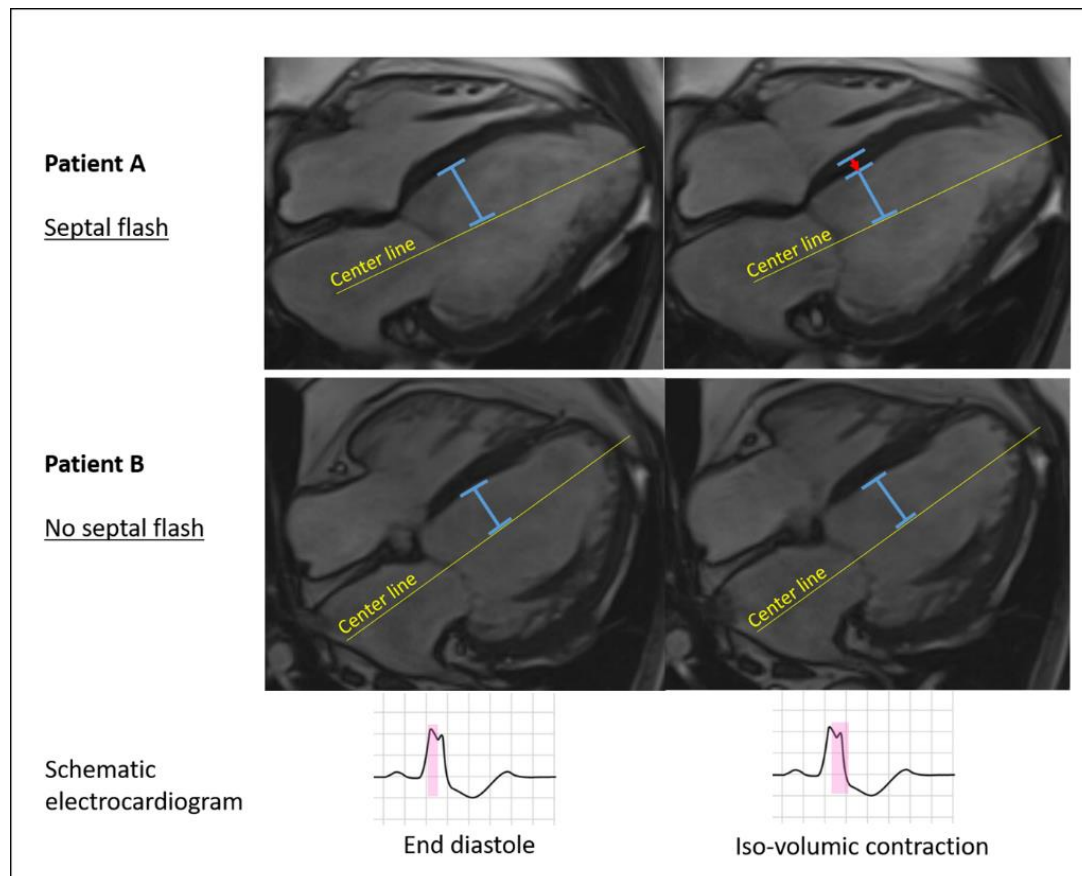 Patient A
Septal flash
Center line
Center line
Patient B
No septal flash
Center line
Center line
Schematic
electrocardiogram
End diastole
Iso-volumic contraction